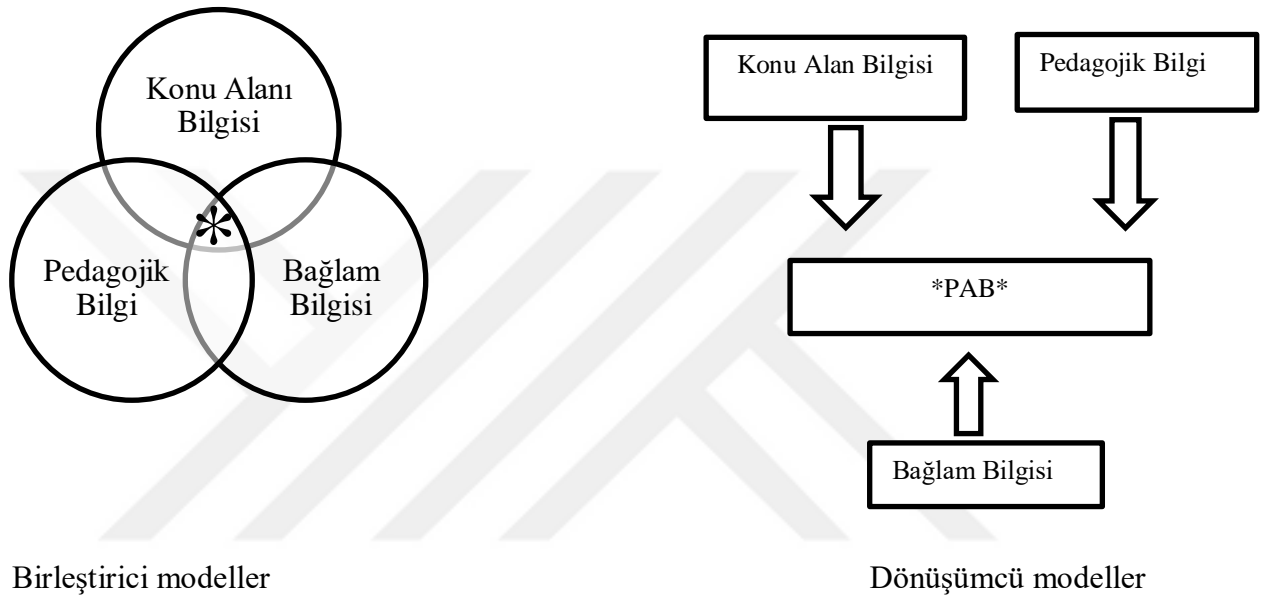 Konu Alanı
Bilgisi
Pedagojik
Bilgi
Bağlam
Bilgisi
*
Konu Alan Bilgisi
Pedagojik Bilgi
*PAB*
Bağlam Bilgisi
Birleştirici modeller
Dönüşümcü modeller